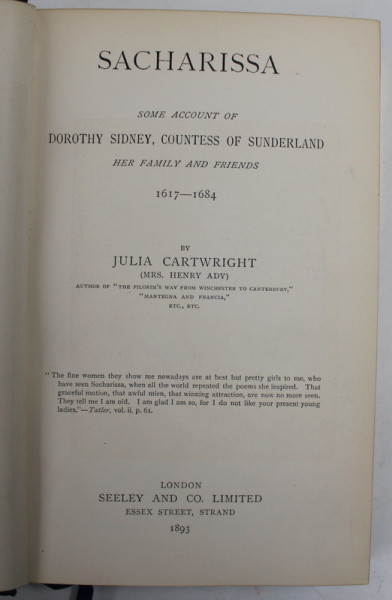 SACHARISSA
SOME ACCOUNT OF
DOROTHY SIDNEY, COUNTESS OF SUNDERLAND
HER FAMILY AND FRIENDS
1617—1684
BY
JULIA CARTWRIGHT
(MRS. HENRY ADY)
AUTHOR OF "THE PILGRIM'S WAY FROM WINCHESTER TO CANTERBURY,"
"MANTEGNA AND FRANCIA,"
ETC., ETC.
"The fine women they show me nowadays are at best but pretty girls to me, who
have seen Sacharissa, when all the world repeated the poems she inspired. That
graceful motion, that awful mien, that winning attraction, are now no more seen.
They tell me I am old. I am glad I am so, for I do not like your present young
ladies."—Tatler, vol. ii. p. 61.
LONDON
SEELEY AND CO. LIMITED
ESSEX STREET, STRAND
1893